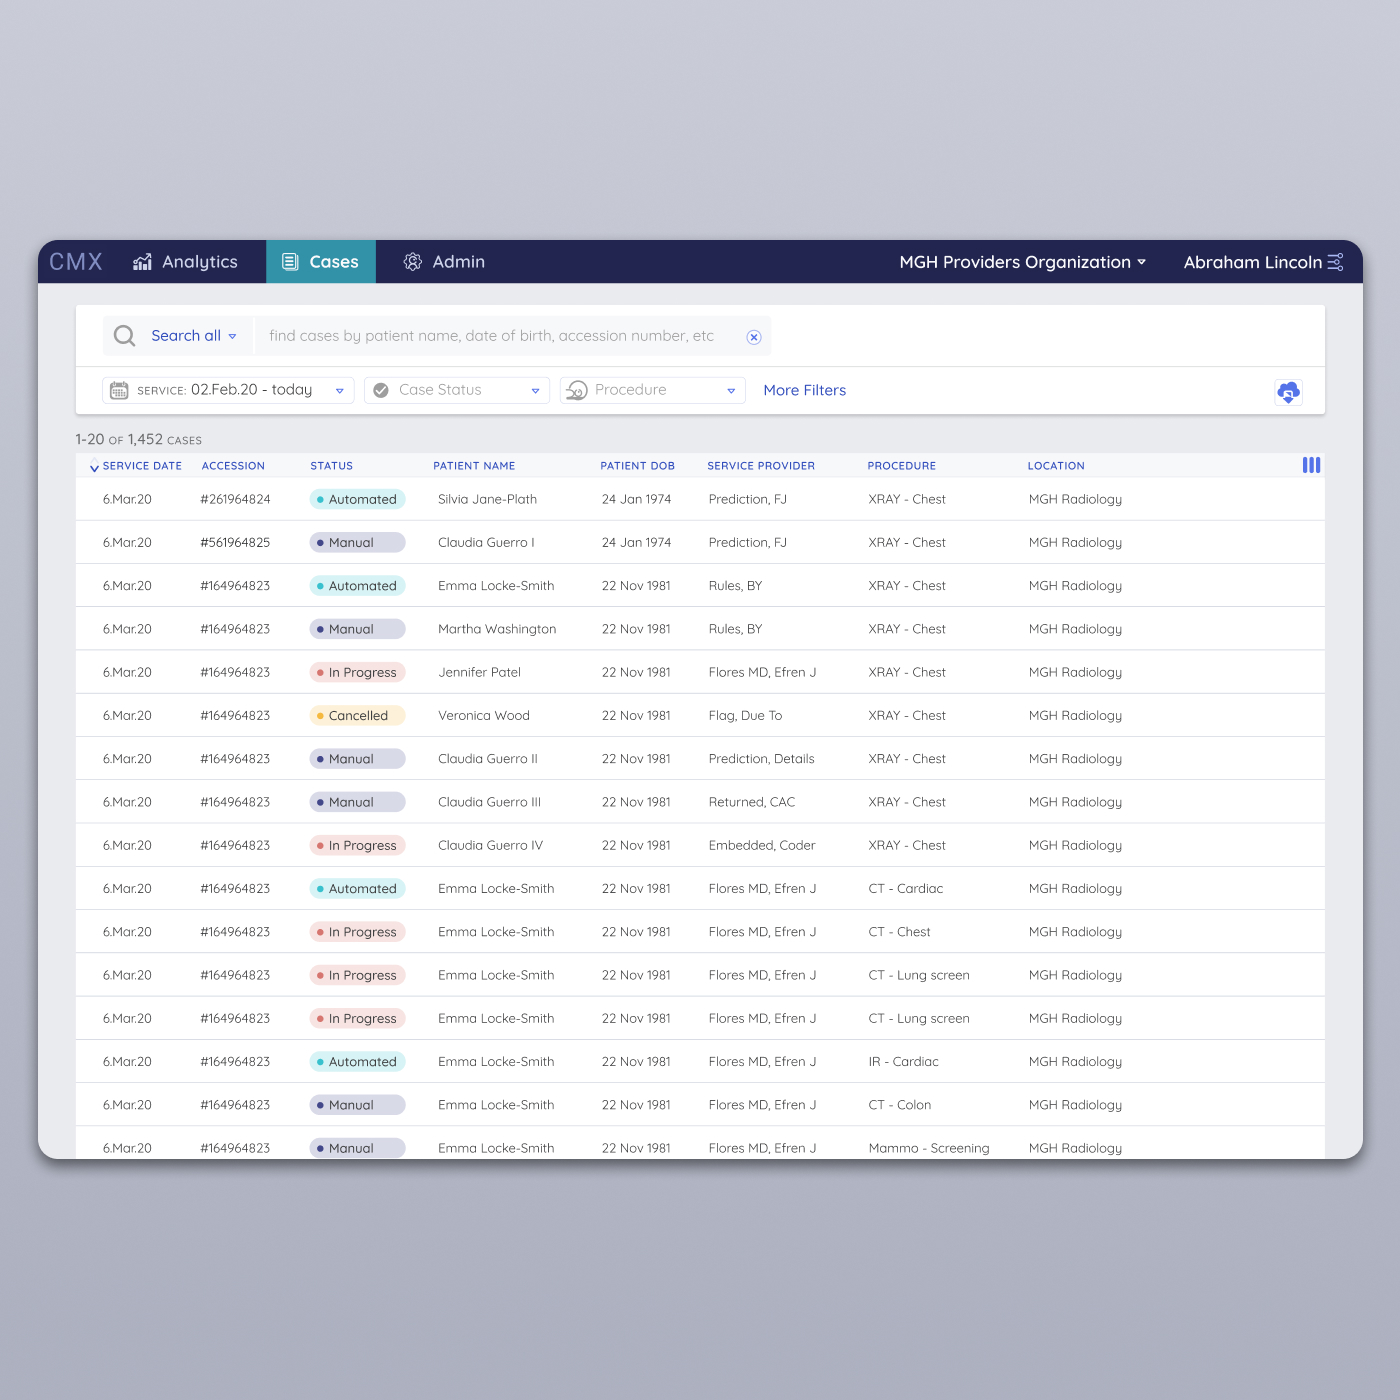 CMX Analytics Cases Admin MGH Providers Organization Abraham Lincoln
Search all find cases by patient name, date of birth, accession number, etc
SERVICE: 02.Feb.20 - today Case Status Procedure More Filters
1-20 OF 1,452 CASES
SERVICE DATE ACCESSION STATUS PATIENT NAME PATIENT DOB SERVICE PROVIDER PROCEDURE LOCATION
6.Mar.20 #261964824 Automated Silvia Jane-Plath 24 Jan 1974 Prediction, FJ XRAY - Chest MGH Radiology
6.Mar.20 #561964825 Manual Claudia Guerro I 24 Jan 1974 Prediction, FJ XRAY - Chest MGH Radiology
6.Mar.20 #164964823 Automated Emma Locke-Smith 22 Nov 1981 Rules, BY XRAY - Chest MGH Radiology
6.Mar.20 #164964823 Manual Martha Washington 22 Nov 1981 Rules, BY XRAY - Chest MGH Radiology
6.Mar.20 #164964823 In Progress Jennifer Patel 22 Nov 1981 Flores MD, Efren J XRAY - Chest MGH Radiology
6.Mar.20 #164964823 Cancelled Veronica Wood 22 Nov 1981 Flag, Due To XRAY - Chest MGH Radiology
6.Mar.20 #164964823 Manual Claudia Guerro II 22 Nov 1981 Prediction, Details XRAY - Chest MGH Radiology
6.Mar.20 #164964823 Manual Claudia Guerro III 22 Nov 1981 Returned, CAC XRAY - Chest MGH Radiology
6.Mar.20 #164964823 In Progress Claudia Guerro IV 22 Nov 1981 Embedded, Coder XRAY - Chest MGH Radiology
6.Mar.20 #164964823 Automated Emma Locke-Smith 22 Nov 1981 Flores MD, Efren J CT - Cardiac MGH Radiology
6.Mar.20 #164964823 In Progress Emma Locke-Smith 22 Nov 1981 Flores MD, Efren J CT - Chest MGH Radiology
6.Mar.20 #164964823 In Progress Emma Locke-Smith 22 Nov 1981 Flores MD, Efren J CT - Lung screen MGH Radiology
6.Mar.20 #164964823 In Progress Emma Locke-Smith 22 Nov 1981 Flores MD, Efren J CT - Lung screen MGH Radiology
6.Mar.20 #164964823 Automated Emma Locke-Smith 22 Nov 1981 Flores MD, Efren J IR - Cardiac MGH Radiology
6.Mar.20 #164964823 Manual Emma Locke-Smith 22 Nov 1981 Flores MD, Efren J CT - Colon MGH Radiology
6.Mar.20 #164964823 Manual Emma Locke-Smith 22 Nov 1981 Flores MD, Efren J Mammo - Screening MGH Radiology